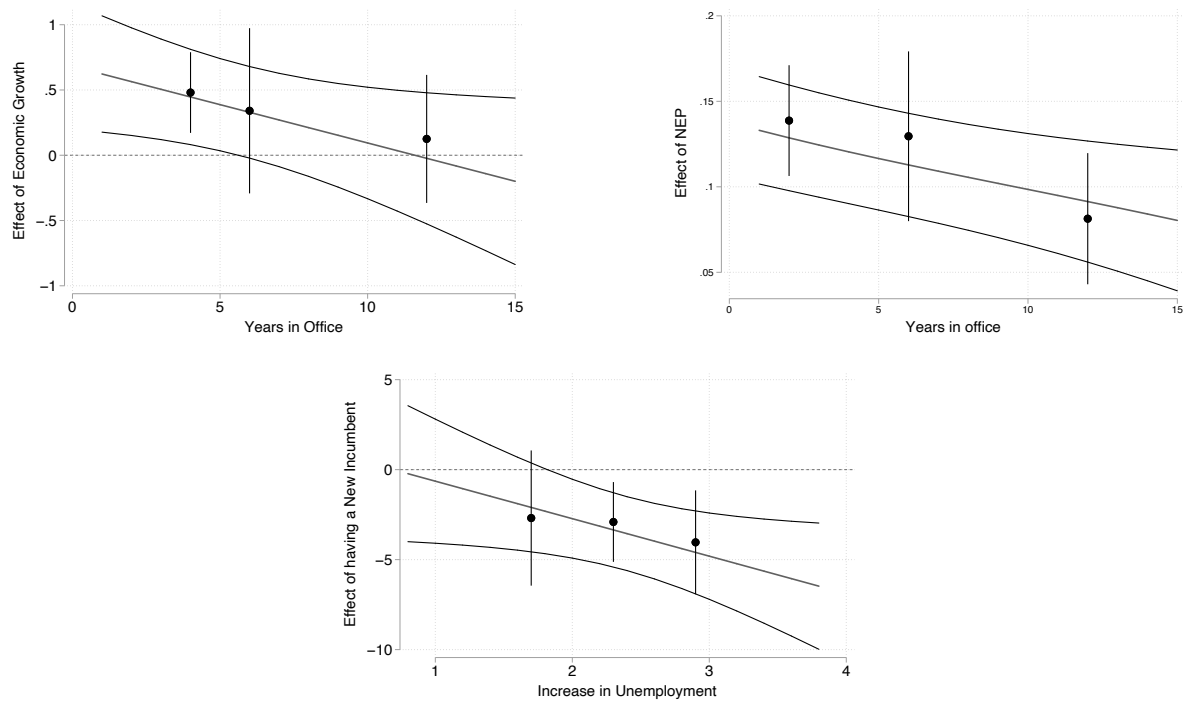 Effect of Economic Growth
1
.5
0
−.5
−1
0 5 10 15
Years in Office
Effect of NEP
.2
.15
.1
.05
0 5 10 15
Years in office
Effect of having a New Incumbent
5
0
−5
−10
1 2 3 4
Increase in Unemployment